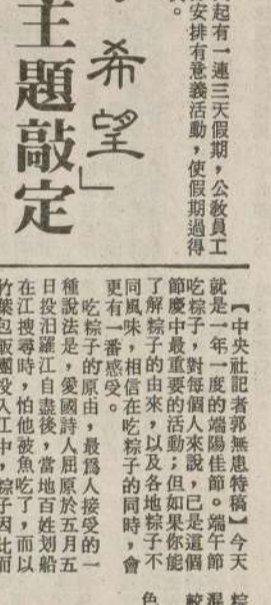 起有一連三天假期，公教員工
安排有意義活動，使假期過得
。
希望」
主題敲定
【中央社記者郭無患特稿】今天
就是一年一度的端陽佳節。端午節
吃粽子，對每個人來說，已是這個
節慶中最重要的活動；但如果你能
了解粽子的由來，以及各地粽子不
同風味，相信在吃粽子的同時，會
更有一番感受。
吃粽子的原由，最爲人接受的一
種說法是，愛國詩人屈原於五月五
日投汨羅江自盡後，當地百姓划船
在江搜尋時，怕他被魚吃了，而以
竹葉包飯團投入江中，粽子因此而
粽
色